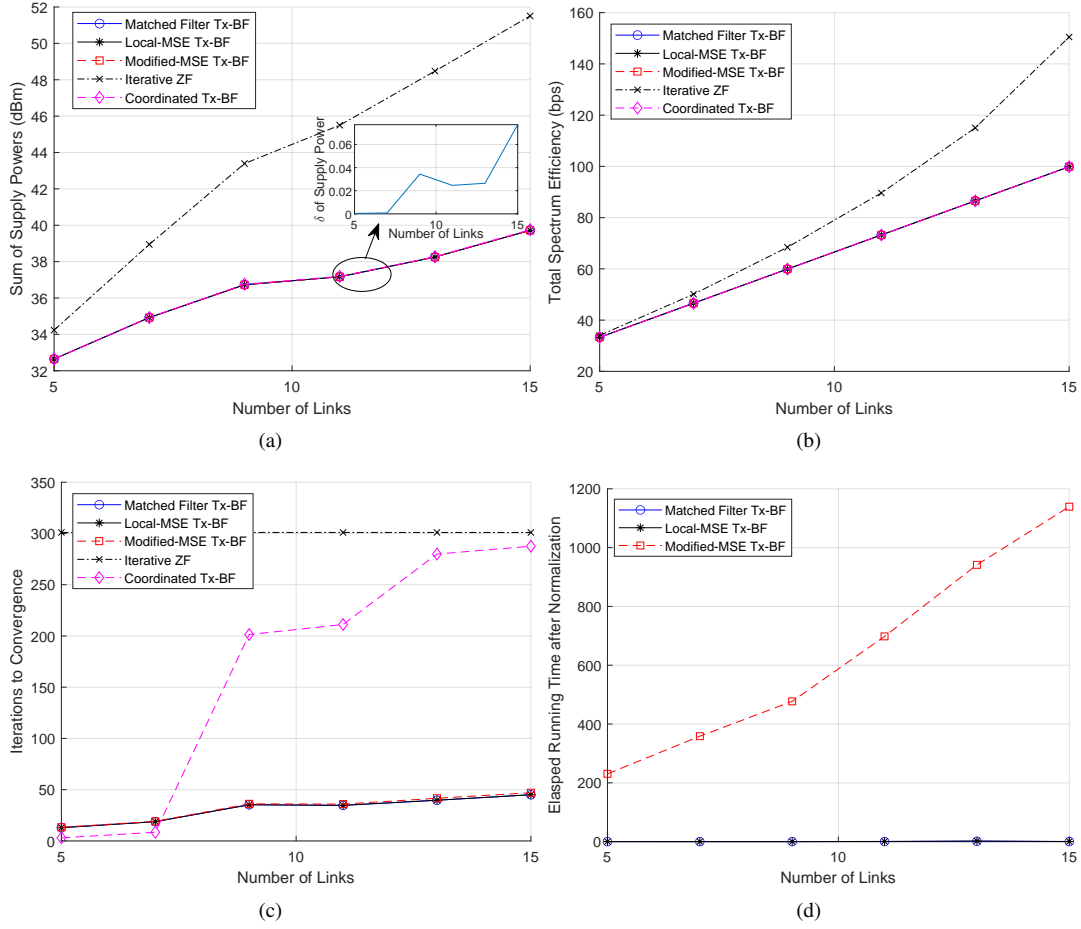 52
50
48
46
44
42
40
38
36
34
32
Sum of Supply Powers (dBm)
Matched Filter Tx-BF
Local-MSE Tx-BF
Modified-MSE Tx-BF
Iterative ZF
Coordinated Tx-BF
0.06
0.04
0.02
0
δ of Supply Power
5 10 15
Number of Links
5 10 15
Number of Links
(a)
180
160
140
120
100
80
60
40
20
Total Spectrum Efficiency (bps)
Matched Filter Tx-BF
Local-MSE Tx-BF
Modified-MSE Tx-BF
Iterative ZF
Coordinated Tx-BF
5 10 15
Number of Links
(b)
350
300
250
200
150
100
50
0
Iterations to Convergence
Matched Filter Tx-BF
Local-MSE Tx-BF
Modified-MSE Tx-BF
Iterative ZF
Coordinated Tx-BF
5 10 15
Number of Links
(c)
1200
1000
800
600
400
200
0
Elasped Running Time after Normalization
Matched Filter Tx-BF
Local-MSE Tx-BF
Modified-MSE Tx-BF
5 10 15
Number of Links
(d)